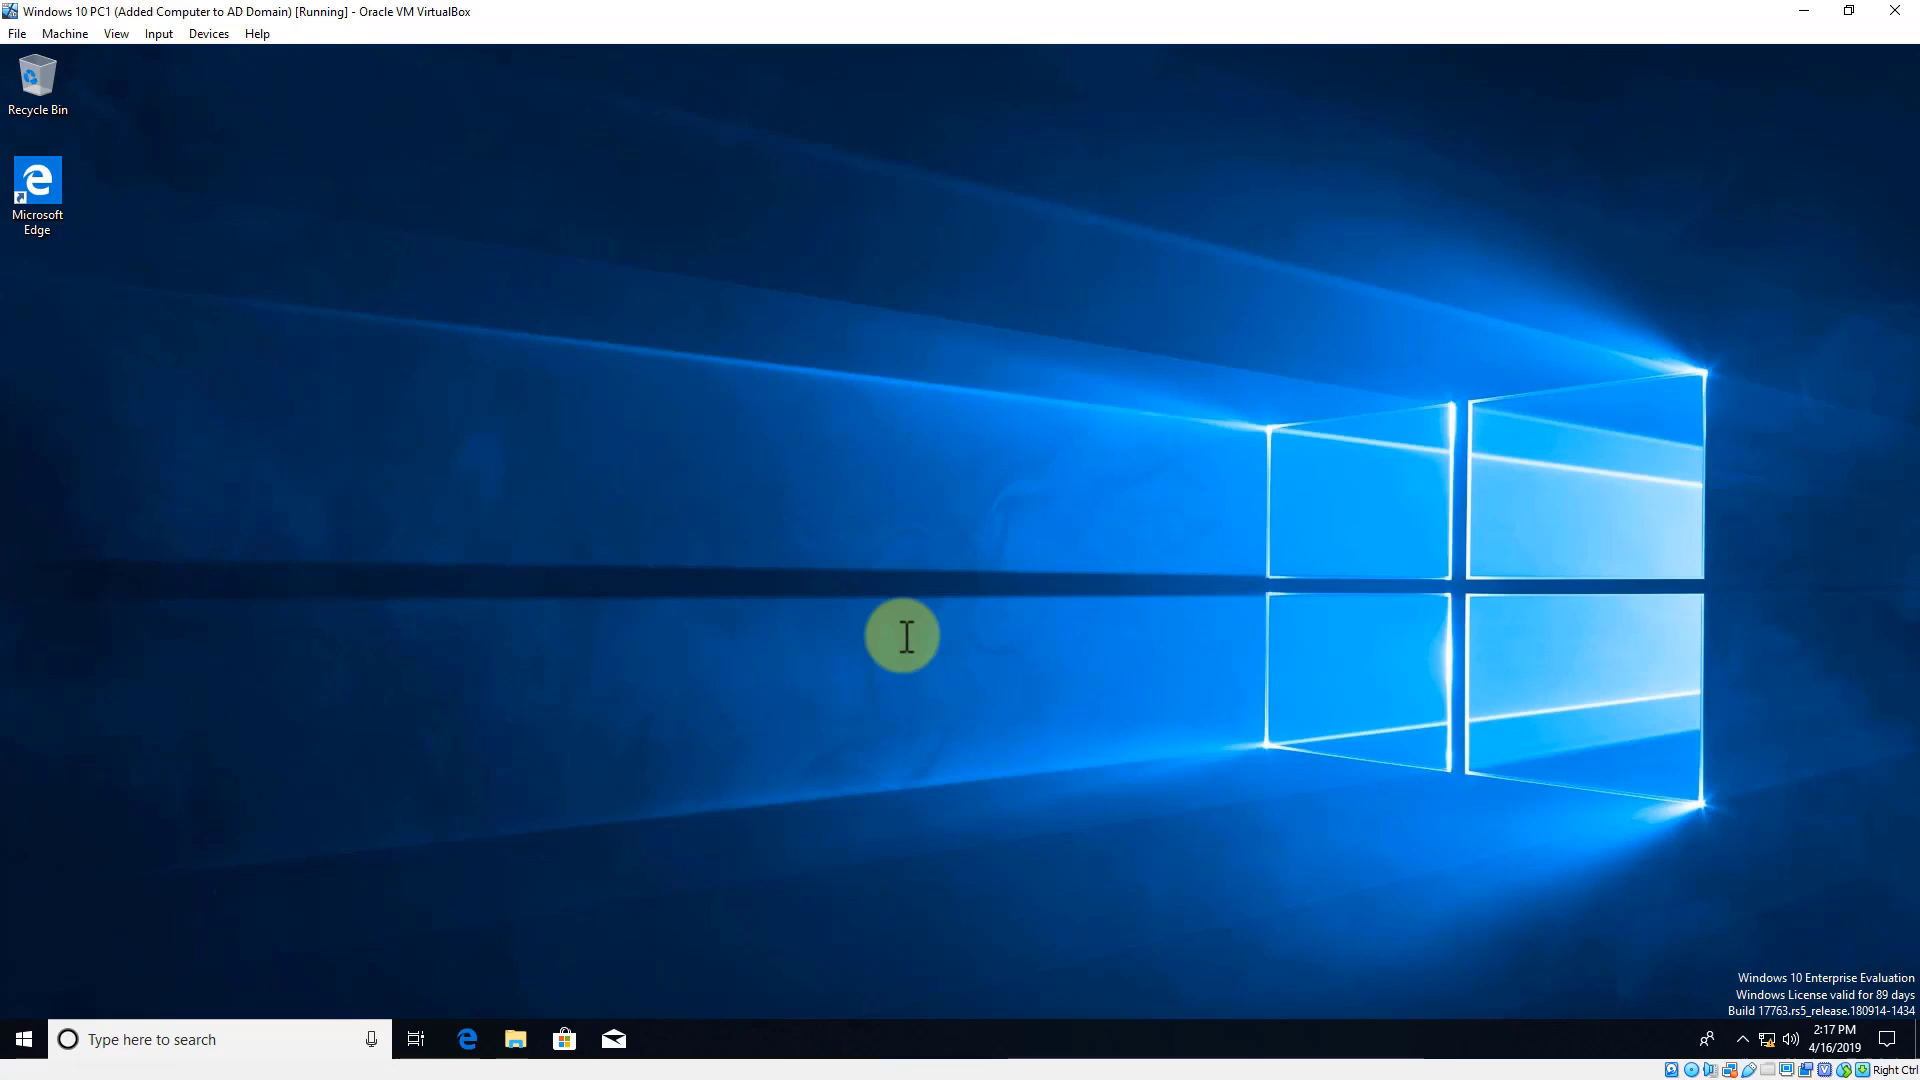 Windows 10 PC1 (Added Computer to AD Domain) [Running] - Oracle VM VirtualBox
File Machine View Input Devices Help
Recycle Bin
Microsoft
Edge
Windows 10 Enterprise Evaluation
Windows License valid for 89 days
Build 17763.rs5_release.180914-1434
Type here to search
2:17 PM
4/16/2019
Right Ctrl